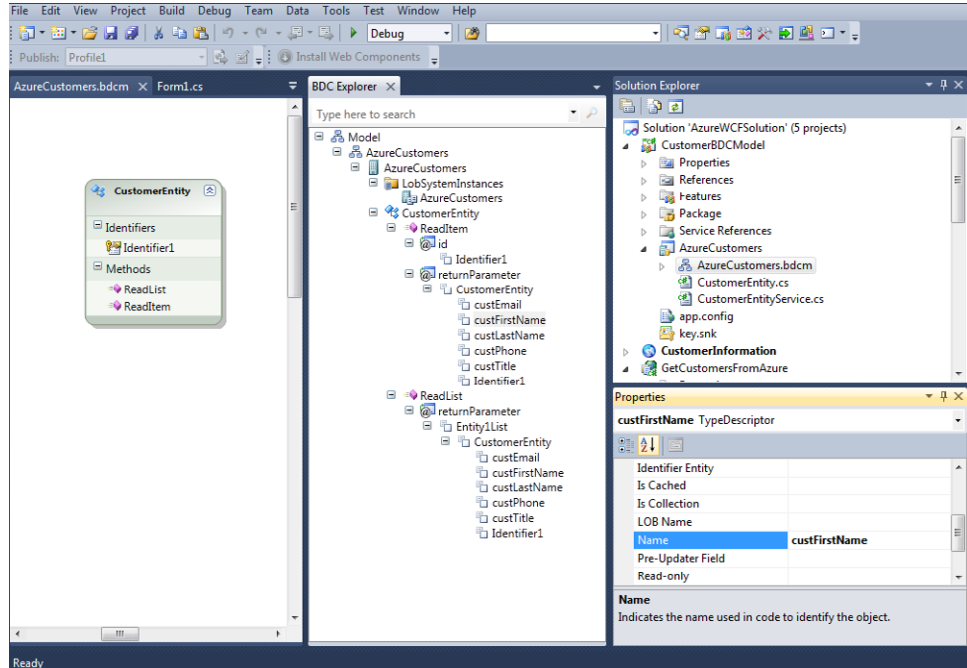 File Edit View Project Build Debug Team Data Tools Test Window Help
Debug
Publish: Profile1 Install Web Components
AzureCustomers.bdcm Form1.cs
CustomerEntity
Identifiers
Identifier1
Methods
ReadList
ReadItem
BDC Explorer
Type here to search
Model
AzureCustomers
AzureCustomers
LobSystemInstances
AzureCustomers
CustomerEntity
ReadItem
id
Identifier1
returnParameter
CustomerEntity
custEmail
custFirstName
custLastName
custPhone
custTitle
Identifier1
ReadList
returnParameter
Entity1List
CustomerEntity
custEmail
custFirstName
custLastName
custPhone
custTitle
Identifier1
Solution Explorer
Solution 'AzureWCFSolution' (5 projects)
CustomerBDCModel
Properties
References
Features
Package
Service References
AzureCustomers
AzureCustomers.bdcm
CustomerEntity.cs
CustomerEntityService.cs
app.config
key.snk
CustomerInformation
GetCustomersFromAzure
Properties
custFirstName TypeDescriptor
Identifier Entity
Is Cached
Is Collection
LOB Name
Name custFirstName
Pre-Updater Field
Read-only
Name
Indicates the name used in code to identify the object.
Ready